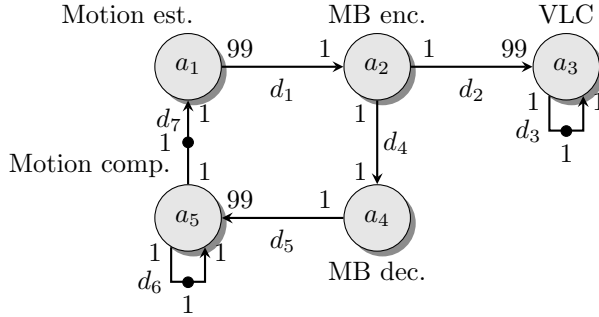 Motion est. MB enc. VLC
a1 99 1 a2 1 99 a3
d1 d2
d7 1 1 1 1
1 d4 d3
1
Motion comp. 1 1
a5 99 1 a4
d5
1 1 MB dec.
d6
1